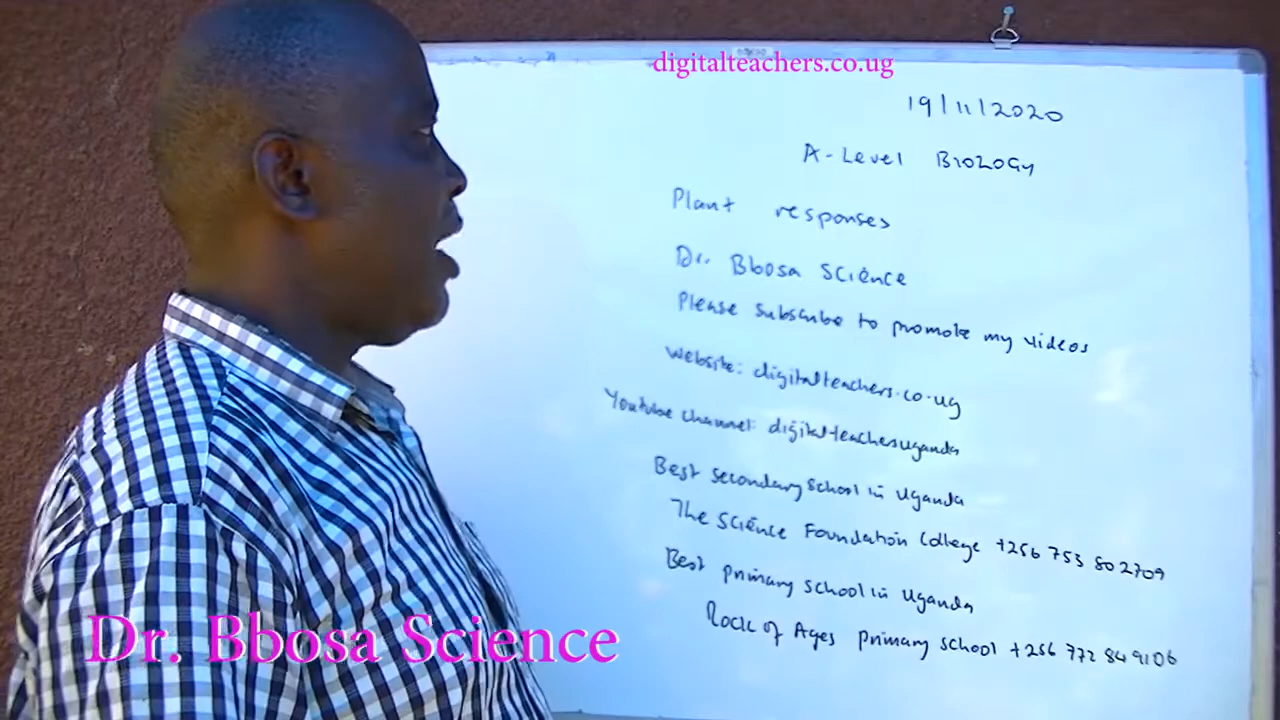 digitalteachers.co.ug
19/11/2020
A-Level BIOLOGY
Plant responses
Dr. Bbosa Science
Please subscribe to promote my videos
Website: digitalteachers.co.ug
Youtube channel: digitalteachersuganda
Best secondary school in Uganda
The Science Foundation College +256 753 802709
Best primary school in Uganda
Rock of Ages primary school +256 772 849106
Dr. Bbosa Science